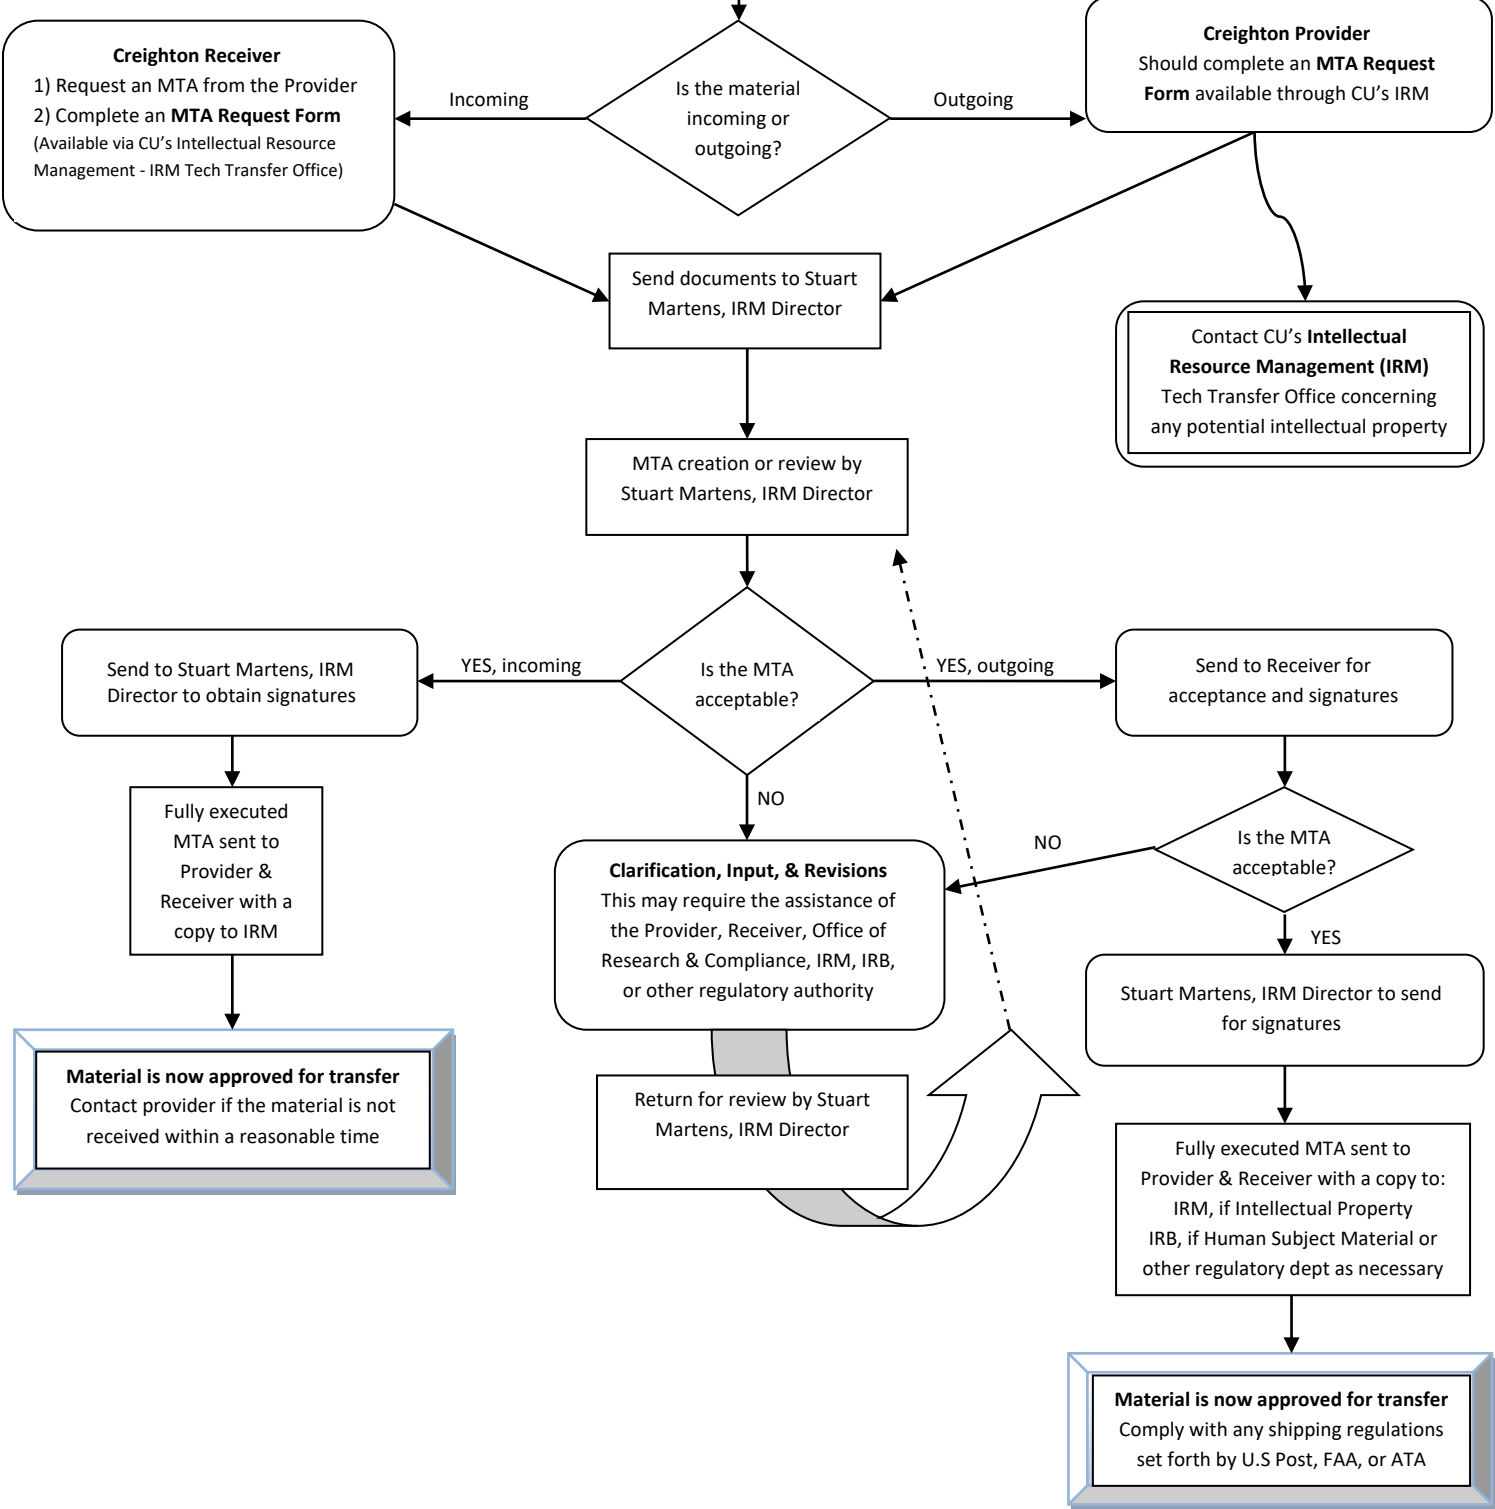 Creighton Receiver
1) Request an MTA from the Provider
2) Complete an MTA Request Form
(Available via CU's Intellectual Resource
Management - IRM Tech Transfer Office)
Incoming
Is the material
incoming or
outgoing?
Outgoing
Creighton Provider
Should complete an MTA Request
Form available through CU's IRM
Send documents to Stuart
Martens, IRM Director
Contact CU's Intellectual
Resource Management (IRM)
Tech Transfer Office concerning
any potential intellectual property
MTA creation or review by
Stuart Martens, IRM Director
Send to Stuart Martens, IRM
Director to obtain signatures
YES, incoming
Is the MTA
acceptable?
YES, outgoing
Send to Receiver for
acceptance and signatures
Fully executed
MTA sent to
Provider &
Receiver with a
copy to IRM
NO
Clarification, Input, & Revisions
This may require the assistance of
the Provider, Receiver, Office of
Research & Compliance, IRM, IRB,
or other regulatory authority
NO
Is the MTA
acceptable?
YES
Stuart Martens, IRM Director to send
for signatures
Material is now approved for transfer
Contact provider if the material is not
received within a reasonable time
Return for review by Stuart
Martens, IRM Director
Fully executed MTA sent to
Provider & Receiver with a copy to:
IRM, if Intellectual Property
IRB, if Human Subject Material or
other regulatory dept as necessary
Material is now approved for transfer
Comply with any shipping regulations
set forth by U.S Post, FAA, or ATA